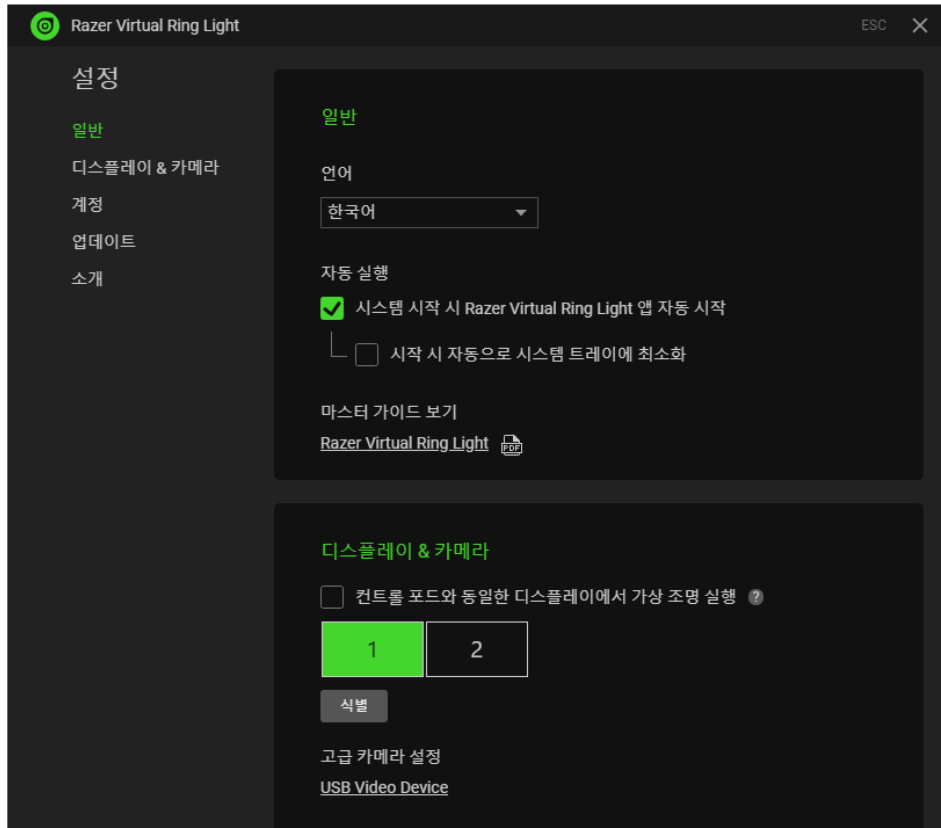 Razer Virtual Ring Light
ESC
설정
일반
디스플레이 & 카메라
계정
업데이트
소개
일반
언어
한국어
자동 실행
시스템 시작 시 Razer Virtual Ring Light 앱 자동 시작
시작 시 자동으로 시스템 트레이에 최소화
마스터 가이드 보기
Razer Virtual Ring Light PDF
디스플레이 & 카메라
컨트롤 포드와 동일한 디스플레이에서 가상 조명 실행 ?
1 2
식별
고급 카메라 설정
USB Video Device